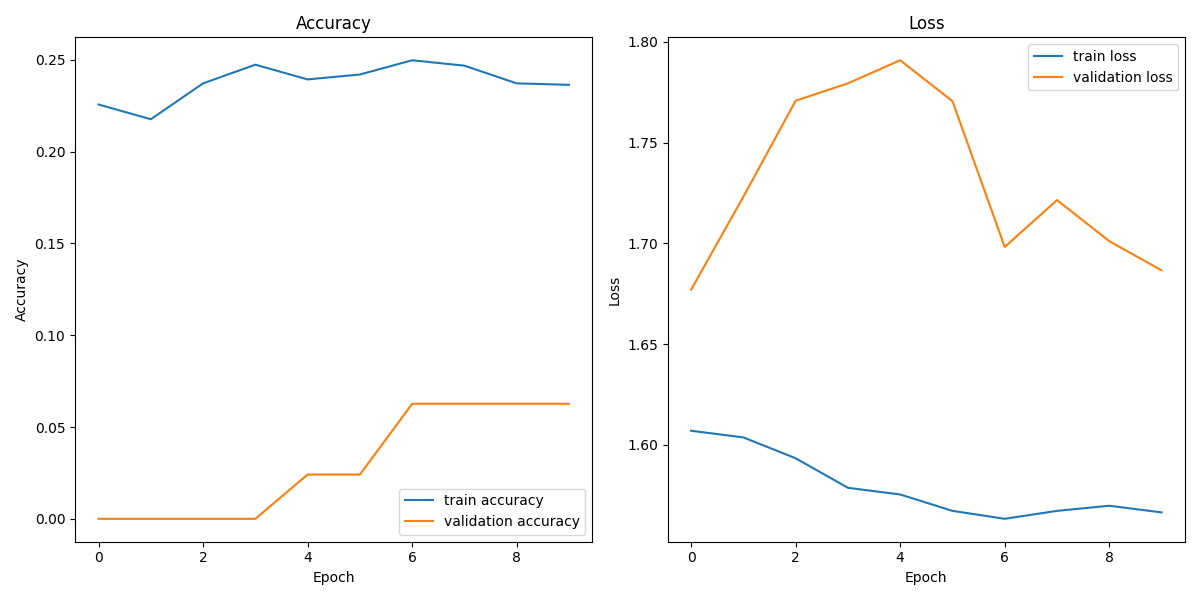 Accuracy
0.25
0.20
0.15
0.10
0.05
0.00
Accuracy
0 2 4 6 8
Epoch
train accuracy
validation accuracy
Loss
1.80
1.75
1.70
1.65
1.60
Loss
0 2 4 6 8
Epoch
train loss
validation loss